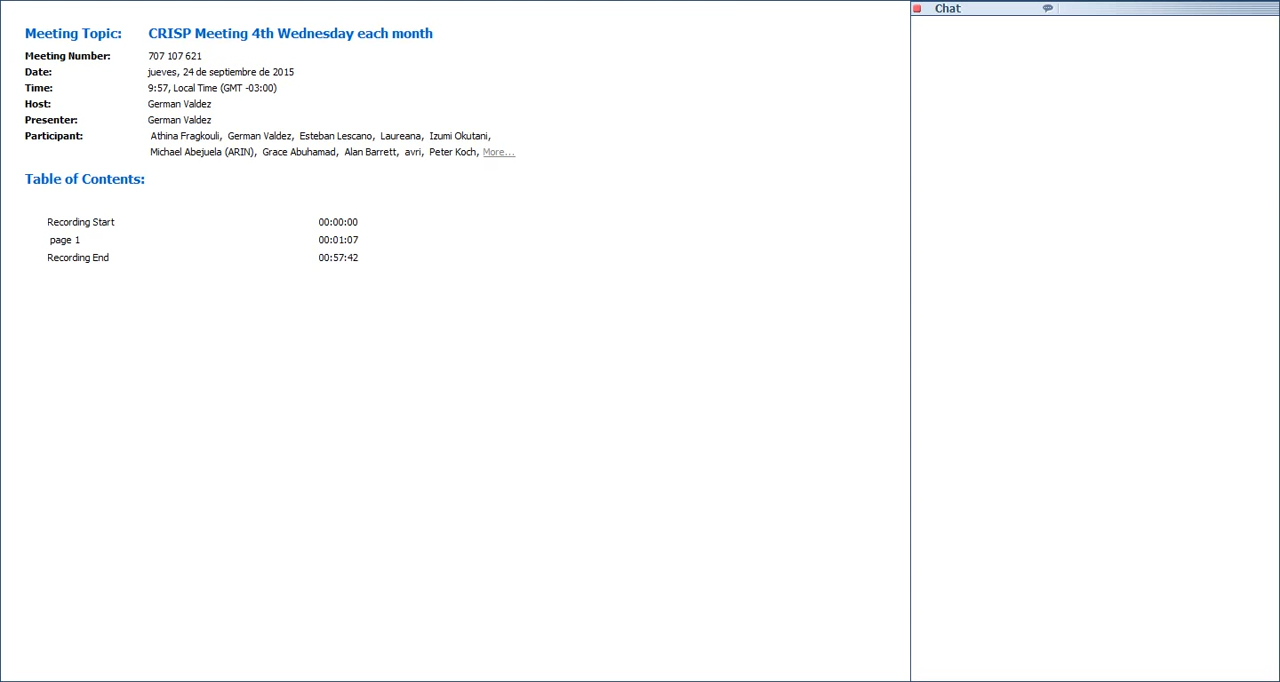 Chat
Meeting Topic: CRISP Meeting 4th Wednesday each month
Meeting Number: 707 107 621
Date: jueves, 24 de septiembre de 2015
Time: 9:57, Local Time (GMT -03:00)
Host: German Valdez
Presenter: German Valdez
Participant: Athina Fragkouli, German Valdez, Esteban Lescano, Laureana, Izumi Okutani,
Michael Abejuela (ARIN), Grace Abuhamad, Alan Barrett, avri, Peter Koch, More...
Table of Contents:
Recording Start 00:00:00
page 1 00:01:07
Recording End 00:57:42